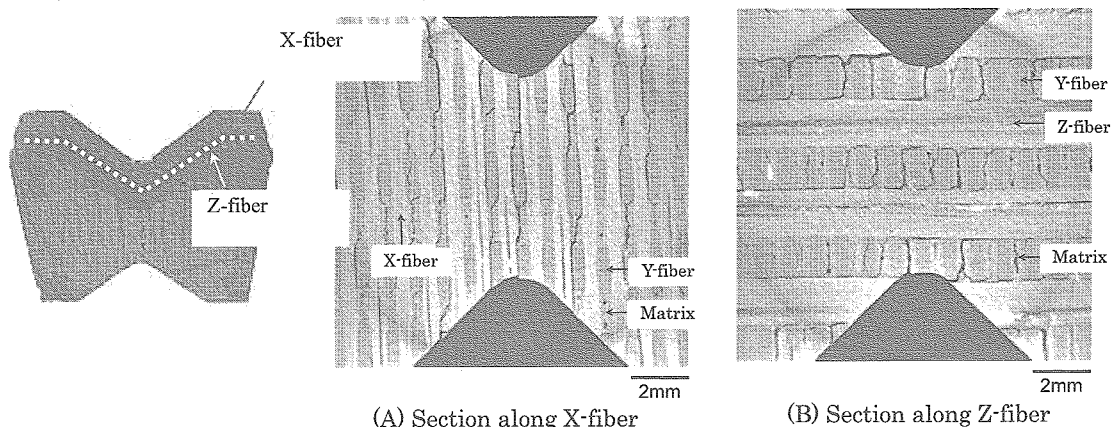 X-fiber
Z-fiber
X-fiber
Y-fiber
Matrix
2mm
(A) Section along X-fiber
Y-fiber
Z-fiber
Matrix
2mm
(B) Section along Z-fiber